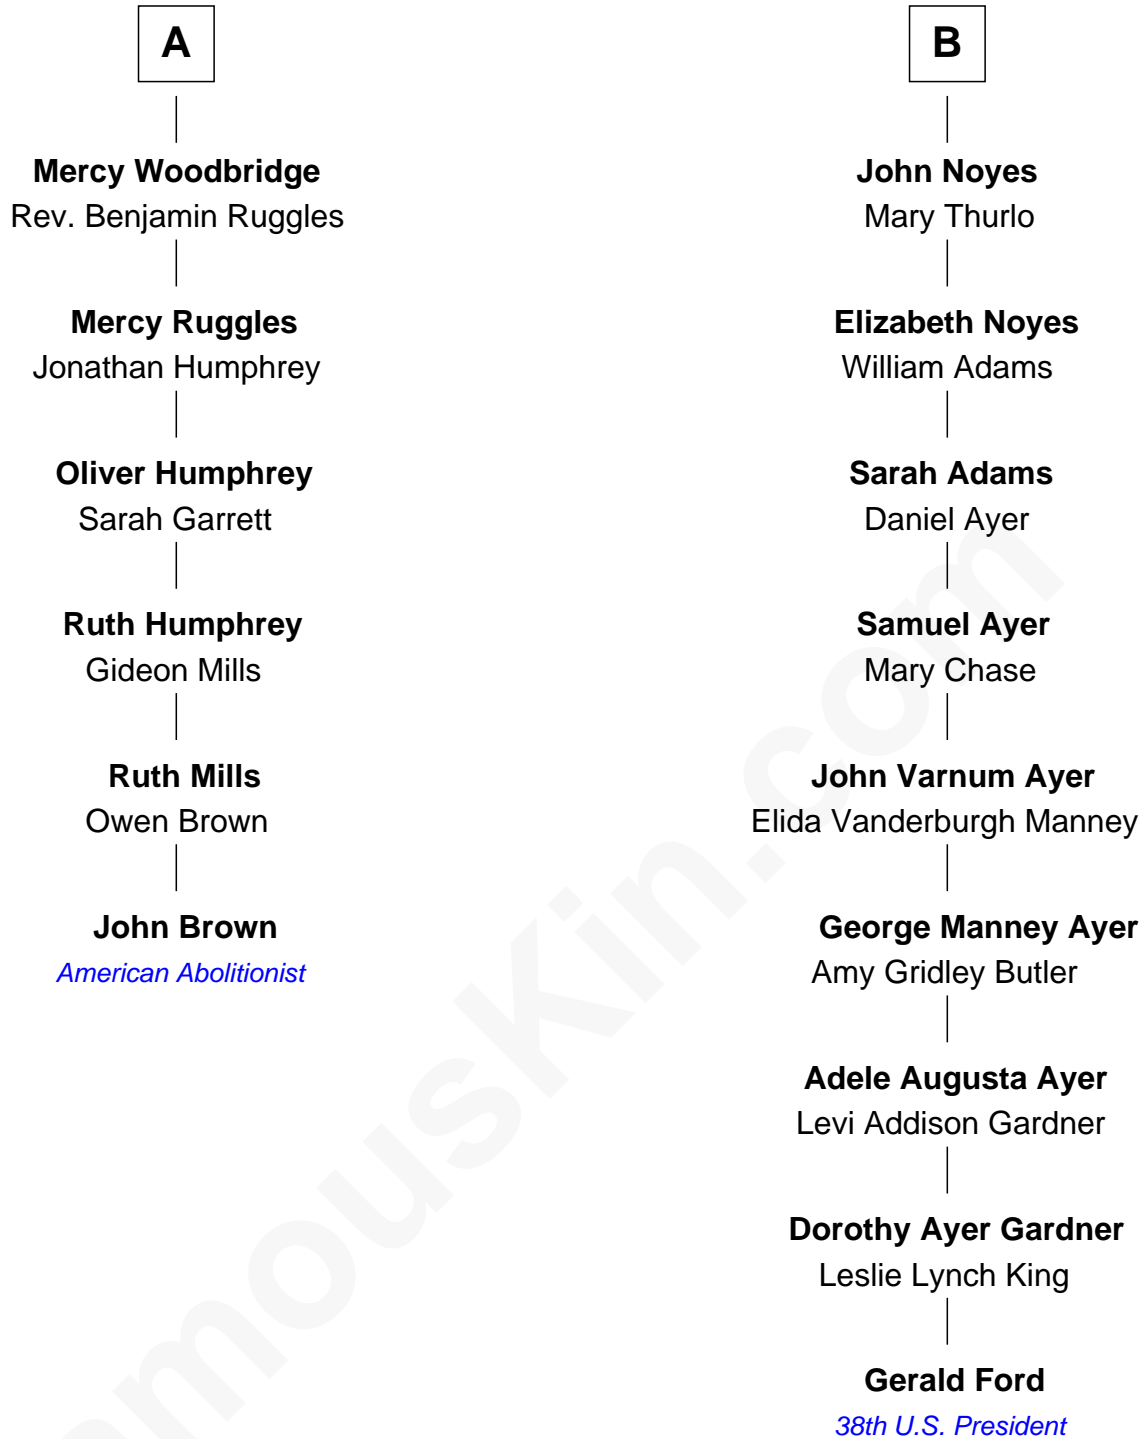 A
Mercy Woodbridge
Rev. Benjamin Ruggles
Mercy Ruggles
Jonathan Humphrey
Oliver Humphrey
Sarah Garrett
Ruth Humphrey
Gideon Mills
Ruth Mills
Owen Brown
John Brown
American Abolitionist
B
John Noyes
Mary Thurlo
Elizabeth Noyes
William Adams
Sarah Adams
Daniel Ayer
Samuel Ayer
Mary Chase
John Varnum Ayer
Elida Vanderburgh Manney
George Manney Ayer
Amy Gridley Butler
Adele Augusta Ayer
Levi Addison Gardner
Dorothy Ayer Gardner
Leslie Lynch King
Gerald Ford
38th U.S. President
amousKin.com